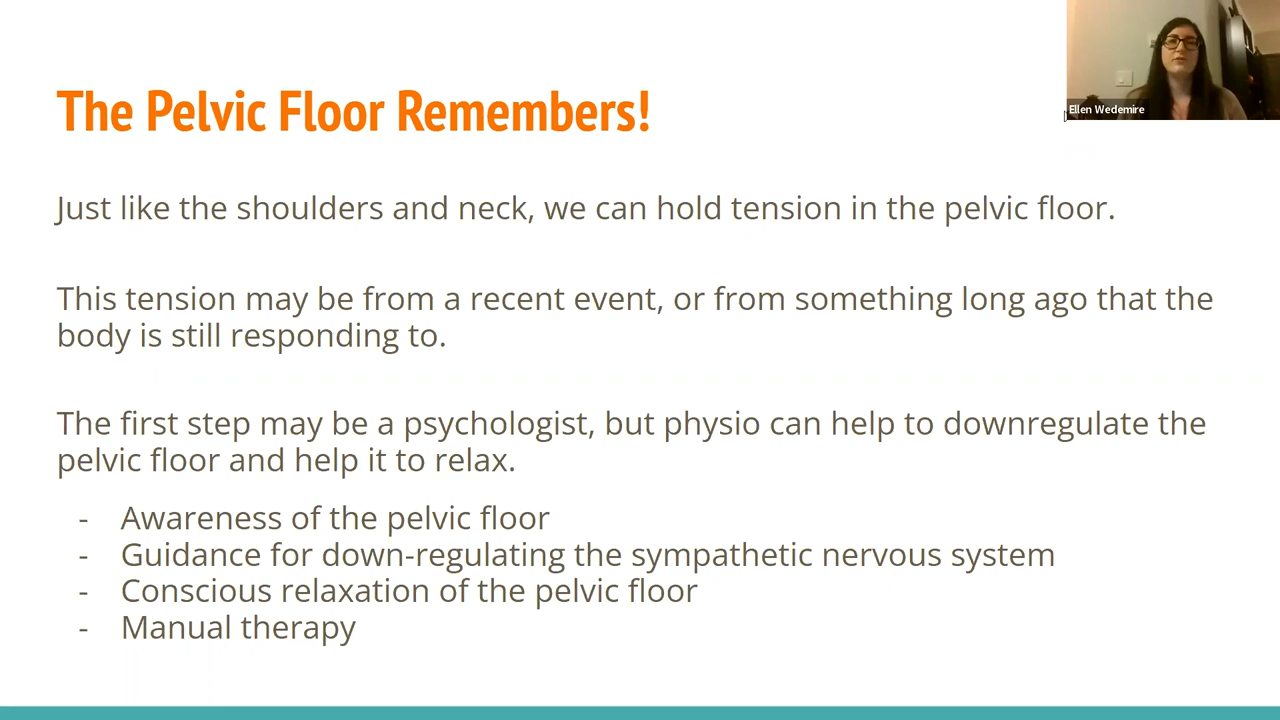 The Pelvic Floor Remembers!
Ellen Wedemire
Just like the shoulders and neck, we can hold tension in the pelvic floor.
This tension may be from a recent event, or from something long ago that the
body is still responding to.
The first step may be a psychologist, but physio can help to downregulate the
pelvic floor and help it to relax.
- Awareness of the pelvic floor
- Guidance for down-regulating the sympathetic nervous system
- Conscious relaxation of the pelvic floor
- Manual therapy